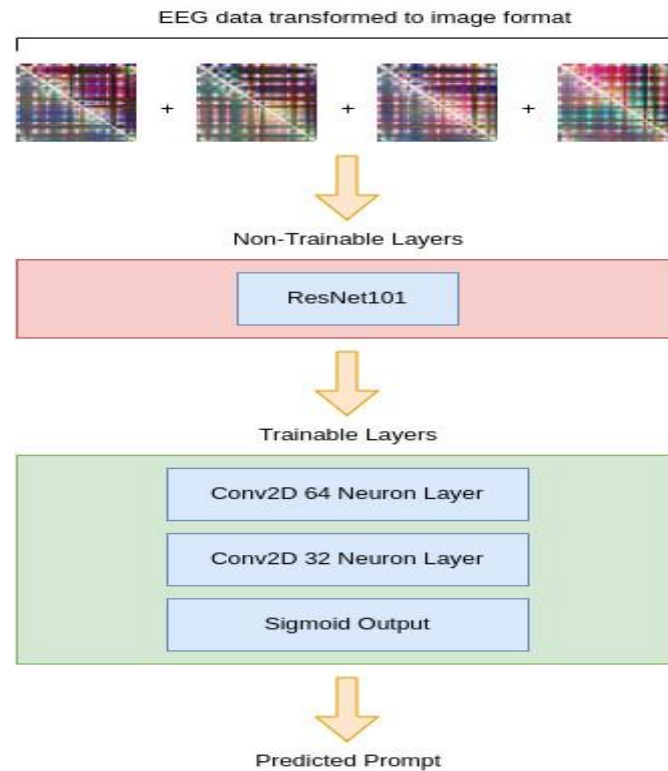 EEG data transformed to image format
+ + +
Non-Trainable Layers
ResNet101
Trainable Layers
Conv2D 64 Neuron Layer
Conv2D 32 Neuron Layer
Sigmoid Output
Predicted Prompt